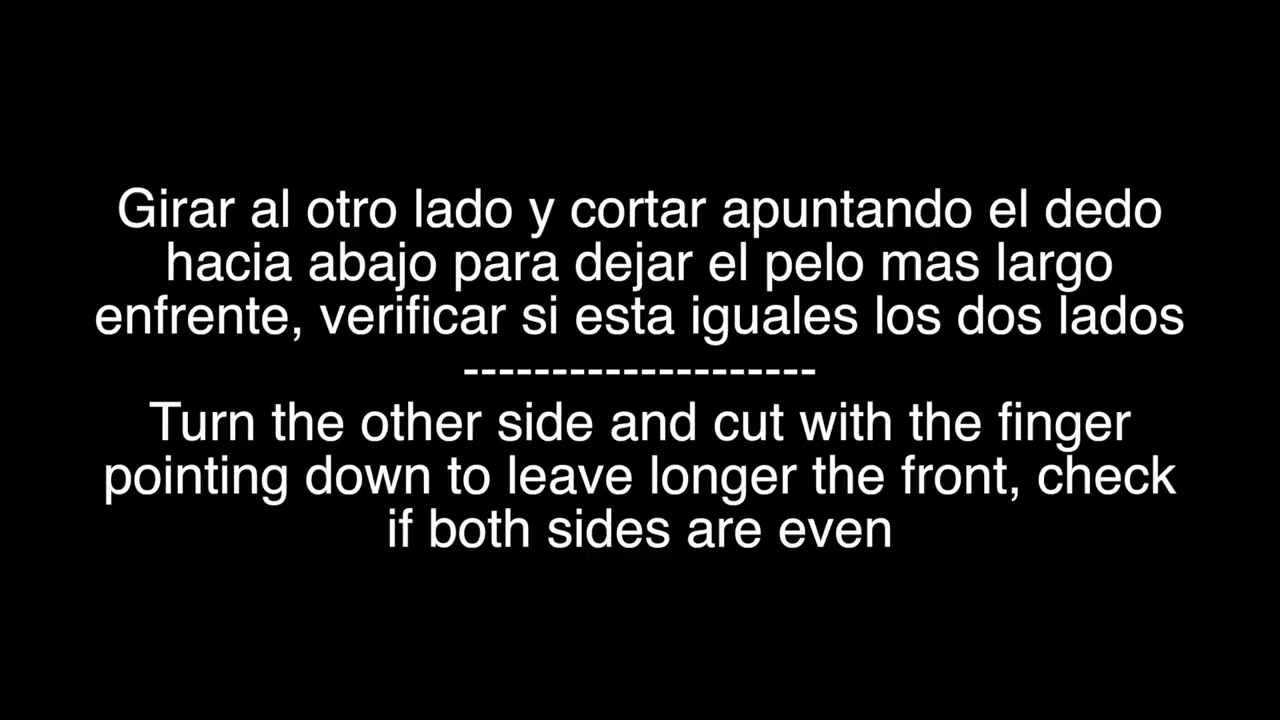 Girar al otro lado y cortar apuntando el dedo
hacia abajo para dejar el pelo mas largo
enfrente, verificar si esta iguales los dos lados
--------------------
Turn the other side and cut with the finger
pointing down to leave longer the front, check
if both sides are even